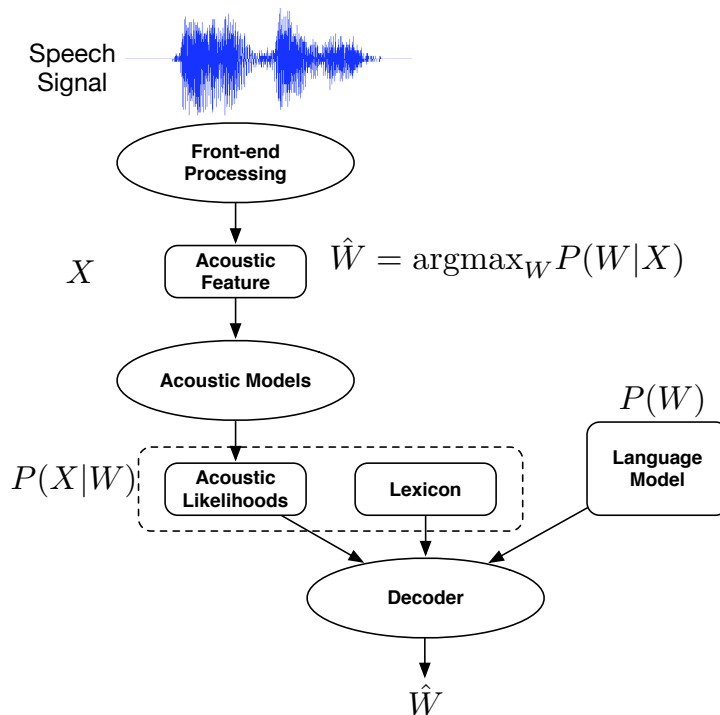 Speech
Signal
Front-end
Processing
X
Acoustic
Feature
Ŵ = argmax_W P(W|X)
Acoustic Models
P(W)
Language
Model
P(X|W)
Acoustic
Likelihoods
Lexicon
Decoder
Ŵ